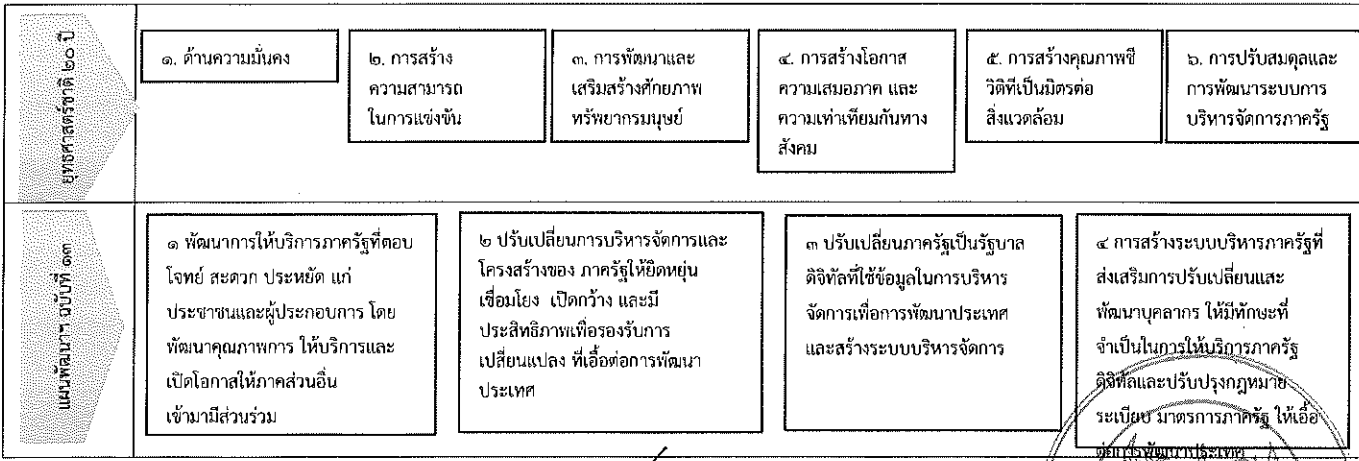 ยุทธศาสตร์ชาติ ๒๐ ปี
๑. ด้านความมั่นคง
๒. การสร้าง
ความสามารถ
ในการแข่งขัน
๓. การพัฒนาและ
เสริมสร้างศักยภาพ
ทรัพยากรมนุษย์
๔. การสร้างโอกาส
ความเสมอภาค และ
ความเท่าเทียมกันทาง
สังคม
๕. การสร้างคุณภาพชี
วิติที่เป็นมิตรต่อ
สิ่งแวดล้อม
๖. การปรับสมดุลและ
การพัฒนาระบบการ
บริหารจัดการภาครัฐ
แผนพัฒนาฯ ฉบับที่ ๑๓
๑ พัฒนาการให้บริการภาครัฐที่ตอบ
โจทย์ สะดวก ประหยัด แก่
ประชาชนและผู้ประกอบการ โดย
พัฒนาคุณภาพการ ให้บริการและ
เปิดโอกาสให้ภาคส่วนอื่น
เข้ามามีส่วนร่วม
๒ ปรับเปลี่ยนการบริหารจัดการและ
โครงสร้างของ ภาครัฐให้ยืดหยุ่น
เชื่อมโยง เปิดกว้าง และมี
ประสิทธิภาพเพื่อรองรับการ
เปลี่ยนแปลง ที่เอื้อต่อการพัฒนา
ประเทศ
๓ ปรับเปลี่ยนภาครัฐเป็นรัฐบาล
ดิจิทัลที่ใช้ข้อมูลในการบริหาร
จัดการเพื่อการพัฒนาประเทศ
และสร้างระบบบริหารจัดการ
๔ การสร้างระบบบริหารภาครัฐที่
ส่งเสริมการปรับเปลี่ยนและ
พัฒนาบุคลากร ให้มีทักษะที่
จำเป็นในการให้บริการภาครัฐ
ดิจิทัลและปรับปรุงกฎหมาย
ระเบียบ มาตรการภาครัฐ ให้เอื้อ
ต่อการพัฒนาประเทศ